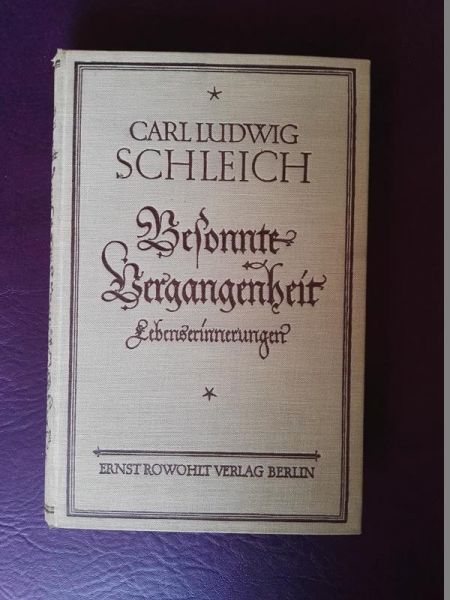 CARL LUDWIG
SCHLEICH
Beſonnte
Vergangenheit
Lebenserinnerungen
ERNST ROWOHLT VERLAG BERLIN